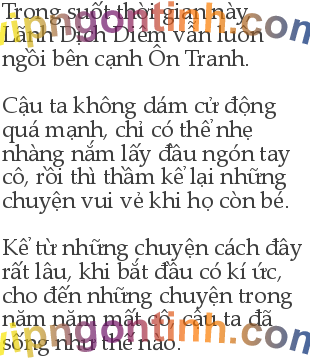 Trong suốt thời gian này
Lãnh Dịch Diêm vẫn luôn
ngồi bên cạnh Ôn Tranh.
Cậu ta không dám cử động
quá mạnh, chỉ có thể nhẹ
nhàng nắm lấy đầu ngón tay
cô, rồi thì thầm kể lại những
chuyện vui vẻ khi họ còn bé.
Kể từ những chuyện cách đây
rất lâu, khi bắt đầu có kí ức,
cho đến những chuyện trong
năm năm mất cô, cậu ta đã
sống như thế nào.
vipngontinh.com
vipngontinh.com